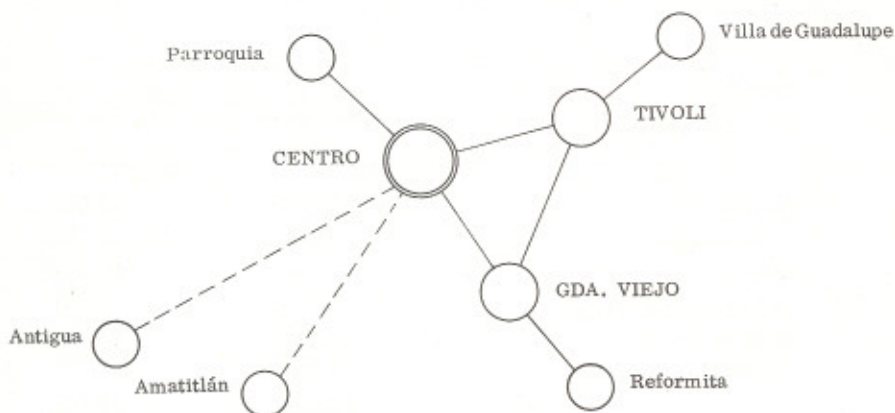 Villa de Guadalupe
Parroquia
TIVOLI
CENTRO
GDA. VIEJO
Antigua
Amatitlán
Reformita